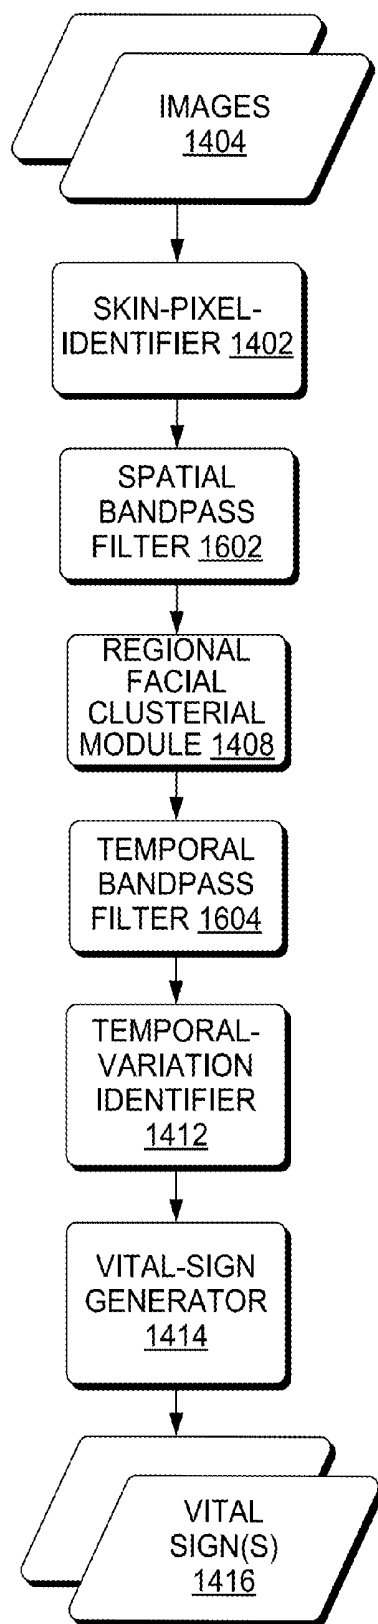 IMAGES
1404
SKIN-PIXEL-
IDENTIFIER 1402
SPATIAL
BANDPASS
FILTER 1602
REGIONAL
FACIAL
CLUSTERIAL
MODULE 1408
TEMPORAL
BANDPASS
FILTER 1604
TEMPORAL-
VARIATION
IDENTIFIER
1412
VITAL-SIGN
GENERATOR
1414
VITAL
SIGN(S)
1416